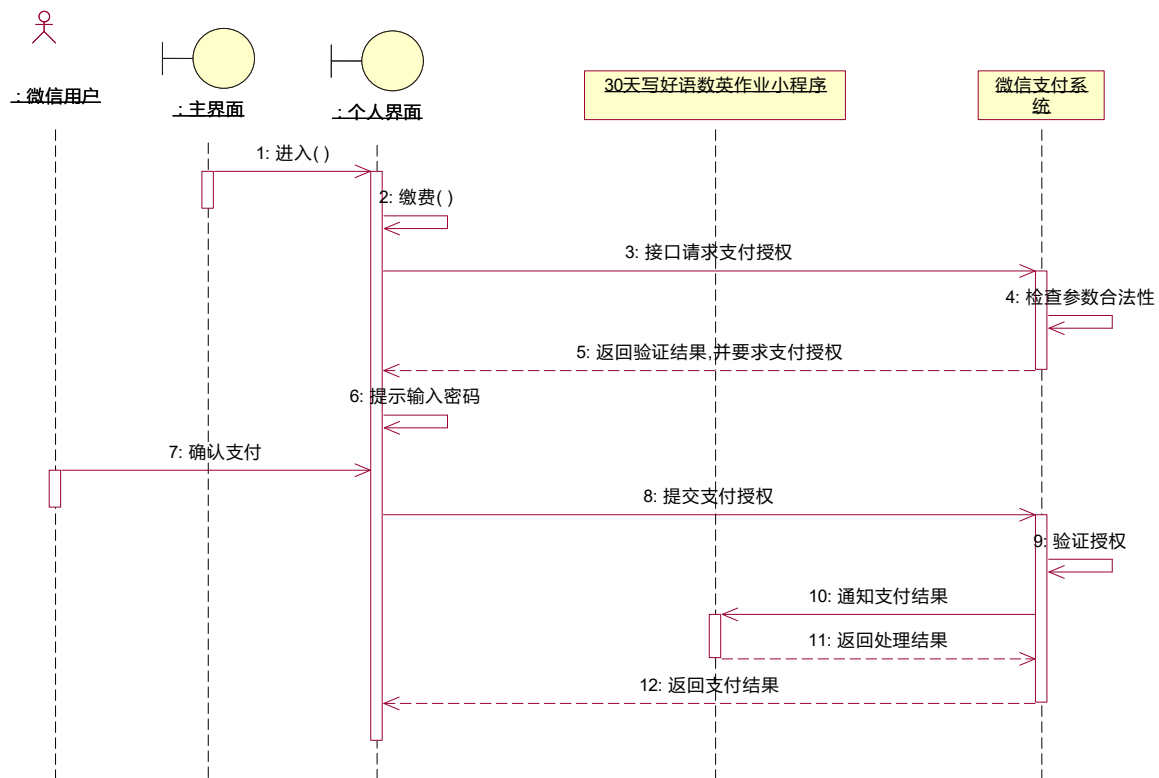 : 微信用户
: 主界面
: 个人界面
30天写好语数英作业小程序
微信支付系
统
1: 进入( )
2: 缴费( )
3: 接口请求支付授权
4: 检查参数合法性
5: 返回验证结果,并要求支付授权
6: 提示输入密码
7: 确认支付
8: 提交支付授权
9: 验证授权
10: 通知支付结果
11: 返回处理结果
12: 返回支付结果